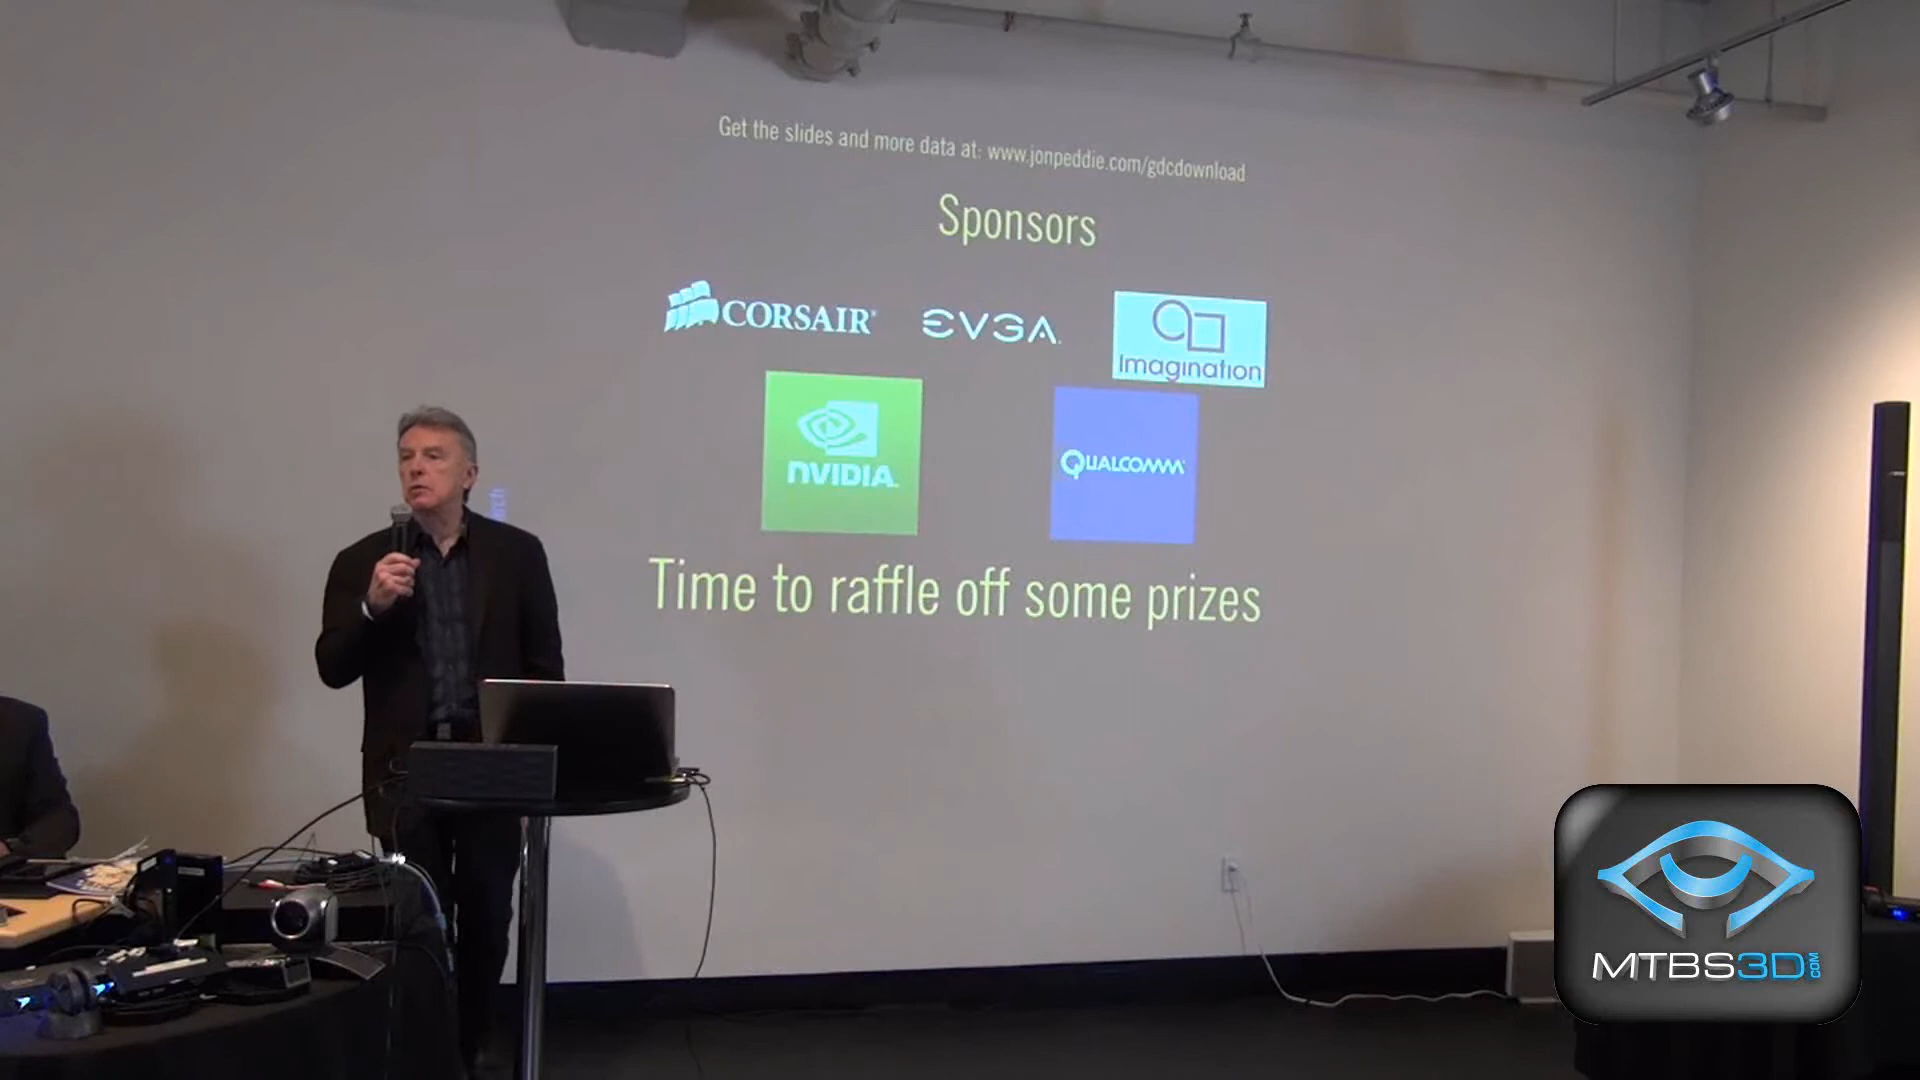 Get the slides and more data at: www.jonpeddie.com/gdcdownload
Sponsors
CORSAIR
EVGA
Imagination
NVIDIA
QUALCOMM
Time to raffle off some prizes
MTBS3D.COM